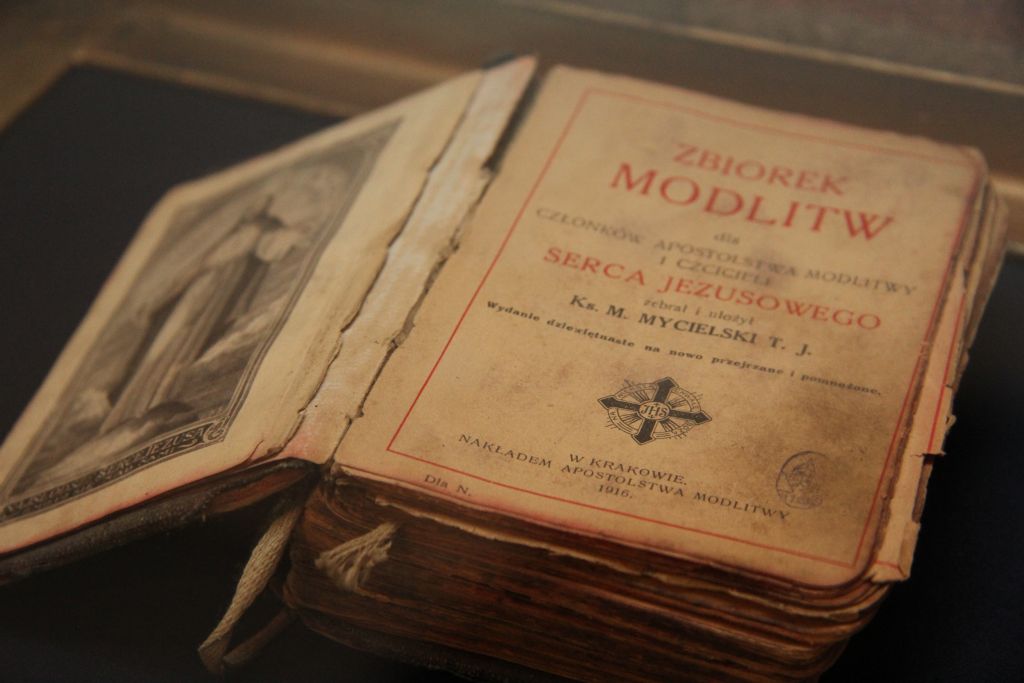 ZBIOREK
MODLITW
dla
CZŁONKÓW APOSTOLSTWA MODLITWY
I CZCICIELI
SERCA JEZUSOWEGO
zebrał i ułożył
Ks. M. MYCIELSKI T. J.
Wydanie dziewiętnaste na nowo przejrzane i pomnożone.
JHS
W KRAKOWIE.
NAKŁADEM APOSTOLSTWA MODLITWY
1916.
Dla N.